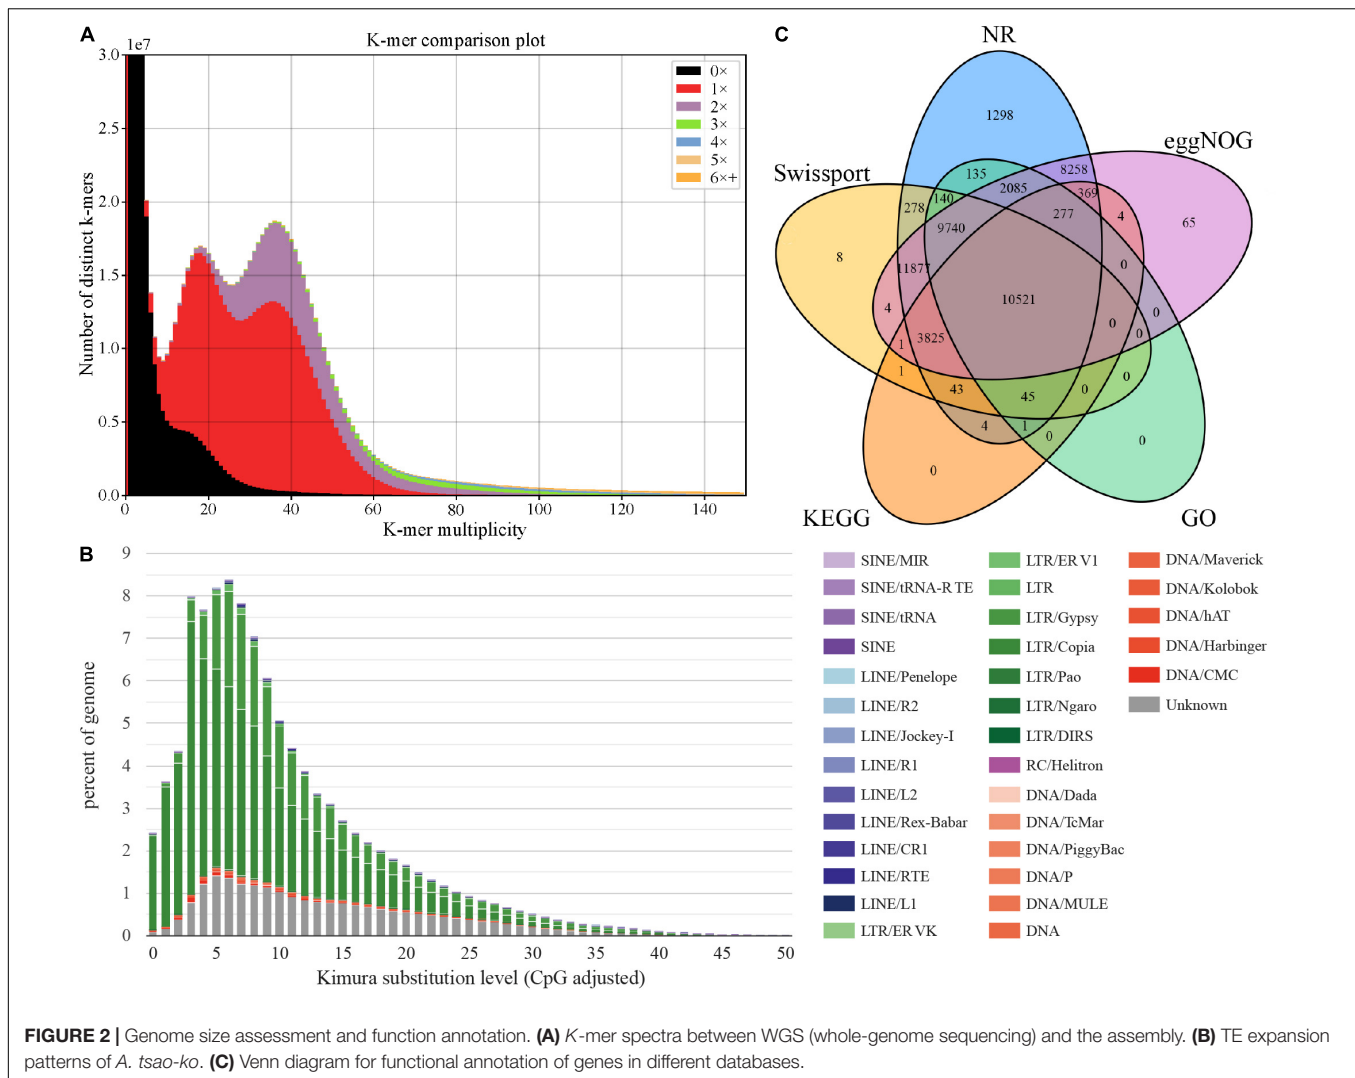 A
K-mer comparison plot
1e7
3.0
2.5
2.0
1.5
1.0
0.5
0.0
Number of distinct k-mers
0×
1×
2×
3×
4×
5×
6×+
0 20 40 60 80 100 120 140
K-mer multiplicity
C
NR
eggNOG
Swissport
KEGG
GO
1298
8258
135
2085
369
140
278
277
4
65
9740
8
11877
0
10521
4
0
0
0
3825
1
1
0
43
45
0
4
1
0
0
0
B
9
8
7
6
5
4
3
2
1
0
percent of genome
0 5 10 15 20 25 30 35 40 45 50
Kimura substitution level (CpG adjusted)
SINE/MIR
SINE/tRNA-RTE
SINE/tRNA
SINE
LINE/Penelope
LINE/R2
LINE/Jockey-I
LINE/R1
LINE/L2
LINE/Rex-Babar
LINE/CR1
LINE/RTE
LINE/L1
LTR/ERVK
LTR/ERV1
LTR
LTR/Gypsy
LTR/Copia
LTR/Pao
LTR/Ngaro
LTR/DIRS
RC/Helitron
DNA/Dada
DNA/TcMar
DNA/PiggyBac
DNA/P
DNA/MULE
DNA
DNA/Maverick
DNA/Kolobok
DNA/hAT
DNA/Harbinger
DNA/CMC
Unknown
FIGURE 2 | Genome size assessment and function annotation. (A) K-mer spectra between WGS (whole-genome sequencing) and the assembly. (B) TE expansion
patterns of A. tsao-ko. (C) Venn diagram for functional annotation of genes in different databases.